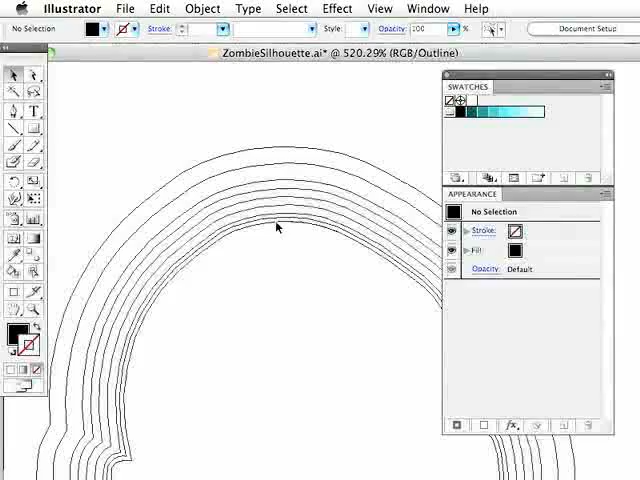 Illustrator File Edit Object Type Select Effect View Window Help
No Selection Stroke: Style: Opacity: 100 % Document Setup
ZombieSilhouette.ai* @ 520.29% (RGB/Outline)
SWATCHES
APPEARANCE
No Selection
Stroke:
Fill:
Opacity: Default
fx